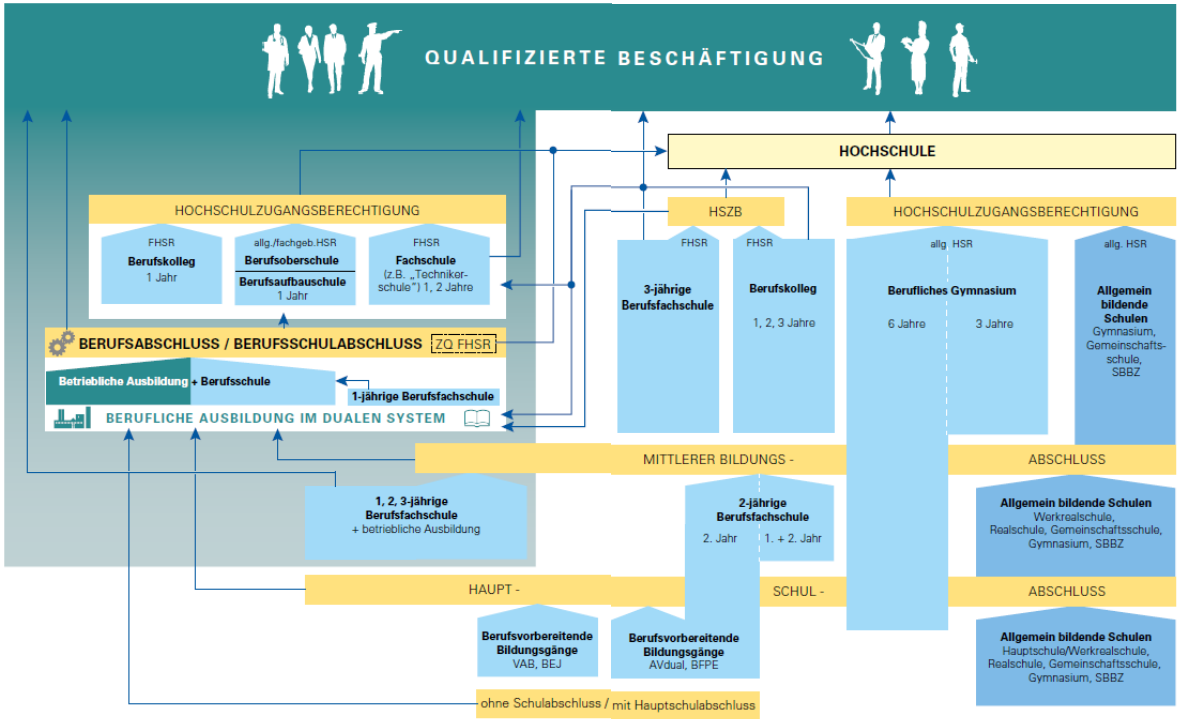 QUALIFIZIERTE BESCHÄFTIGUNG
HOCHSCHULE
HOCHSCHULZUGANGSBERECHTIGUNG
FHSR
Berufskolleg
1 Jahr
allg./fachgeb.HSR
Berufsoberschule
Berufsaufbauschule
1 Jahr
FHSR
Fachschule
(z.B. „Techniker-
schule“) 1, 2 Jahre
HSZB
FHSR
3-jährige
Berufsfachschule
FHSR
Berufskolleg
1, 2, 3 Jahre
HOCHSCHULZUGANGSBERECHTIGUNG
allg. HSR
Berufliches Gymnasium
6 Jahre
3 Jahre
allg. HSR
Allgemein
bildende
Schulen
Gymnasium,
Gemeinschafts-
schule,
SBBZ
BERUFSABSCHLUSS / BERUFSSCHULABSCHLUSS
ZQ FHSR
Betriebliche Ausbildung + Berufsschule
1-jährige Berufsfachschule
BERUFLICHE AUSBILDUNG IM DUALEN SYSTEM
MITTLERER BILDUNGS - ABSCHLUSS
1, 2, 3-jährige
Berufsfachschule
+ betriebliche Ausbildung
2-jährige
Berufsfachschule
2. Jahr
1. + 2. Jahr
Allgemein bildende Schulen
Werkrealschule,
Realschule, Gemeinschaftsschule,
Gymnasium, SBBZ
HAUPT - SCHUL - ABSCHLUSS
Berufsvorbereitende
Bildungsgänge
VAB, BEJ
Berufsvorbereitende
Bildungsgänge
AVdual, BFPE
Allgemein bildende Schulen
Hauptschule/Werkrealschule,
Realschule, Gemeinschaftsschule,
Gymnasium, SBBZ
ohne Schulabschluss / mit Hauptschulabschluss